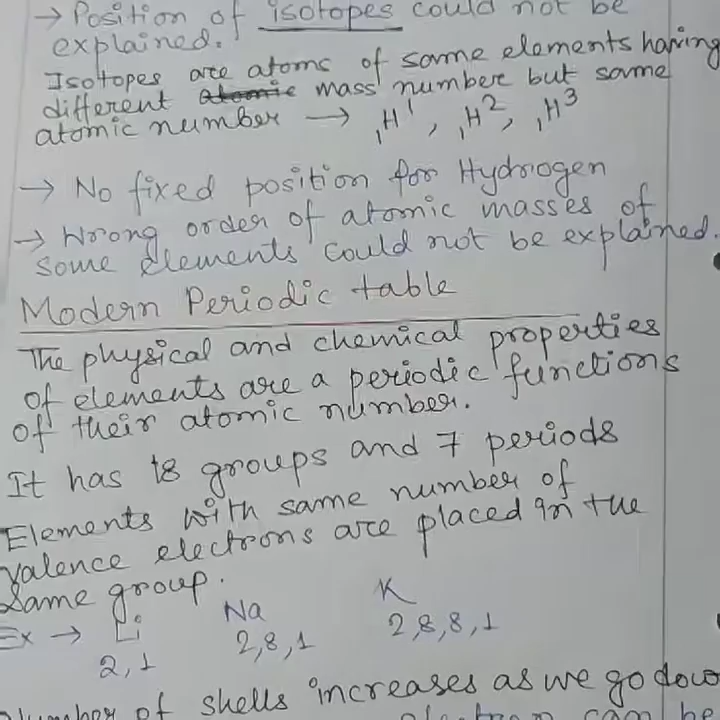 → Position of isotopes could not be
explained.
Isotopes are atoms of same elements having
different atomic mass number but same
atomic number → ₁H¹, ₁H², ₁H³
→ No fixed position for Hydrogen
→ Wrong order of atomic masses of
some elements could not be explained.
Modern Periodic table
The physical and chemical properties
of elements are a periodic functions
of their atomic number.
It has 18 groups and 7 periods
Elements with same number of
valence electrons are placed in the
same group.
Ex → Li Na K
2,1 2,8,1 2,8,8,1
Number of shells increases as we go down
can be